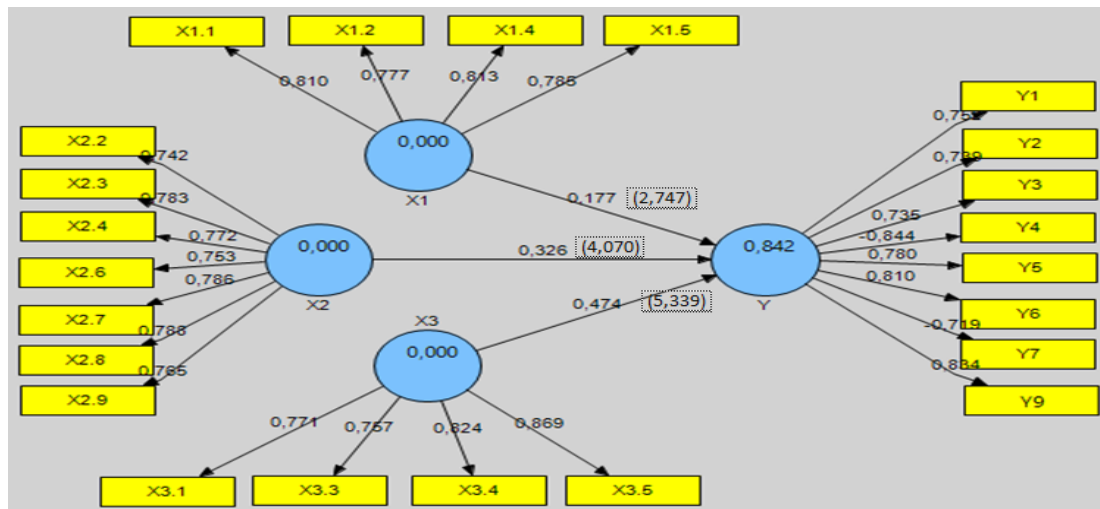 X1.1 X1.2 X1.4 X1.5
0,810 0,777 0,813 0,785
0,000
X1
X2.2
X2.3
X2.4
X2.6
X2.7
X2.8
X2.9
0,742
0,783
0,772
0,753
0,786
0,788
0,765
0,000
X2
0,177 (2,747)
0,326 (4,070)
0,474 (5,339)
X3
0,000
0,771 0,757 0,824 0,869
X3.1 X3.3 X3.4 X3.5
0,842
Y
0,739
0,735
-0,844
0,780
0,810
-0,719
0,834
Y1
Y2
Y3
Y4
Y5
Y6
Y7
Y9